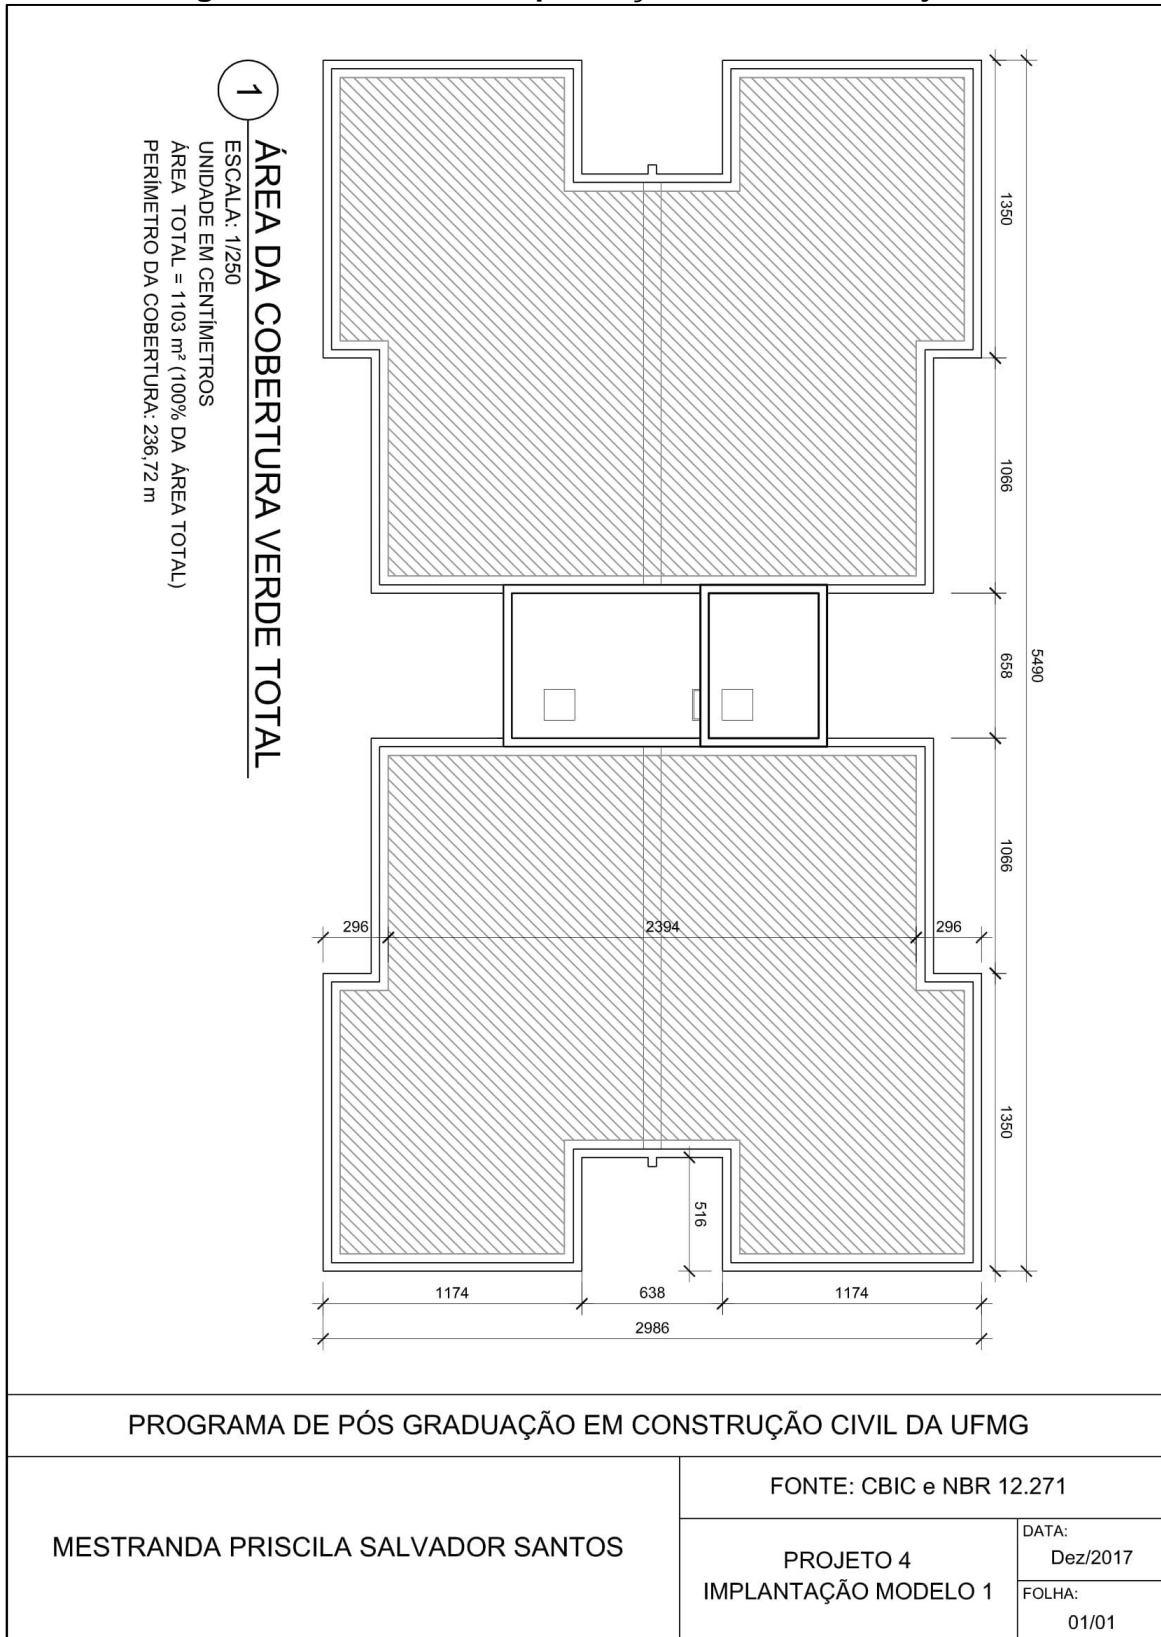 1
ÁREA DA COBERTURA VERDE TOTAL
ESCALA: 1/250
UNIDADE EM CENTÍMETROS
ÁREA TOTAL = 1103 m² (100% DA ÁREA TOTAL)
PERÍMETRO DA COBERTURA: 236,72 m
1350
1066
658
5490
1066
296
2394
296
1350
516
1174
638
1174
2986
PROGRAMA DE PÓS GRADUAÇÃO EM CONSTRUÇÃO CIVIL DA UFMG
MESTRANDA PRISCILA SALVADOR SANTOS
FONTE: CBIC e NBR 12.271
PROJETO 4
IMPLANTAÇÃO MODELO 1
DATA:
Dez/2017
FOLHA:
01/01